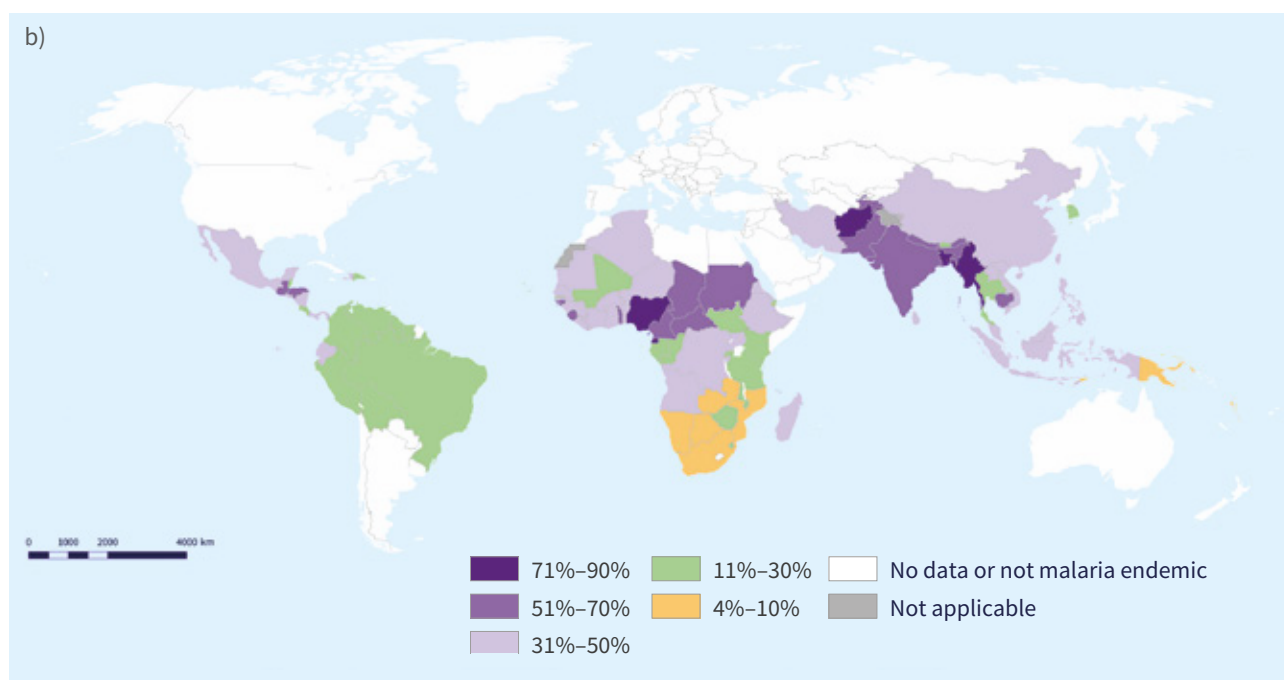 b)
0 1000 2000 4000 km
71%–90% 11%–30% No data or not malaria endemic
51%–70% 4%–10% Not applicable
31%–50%